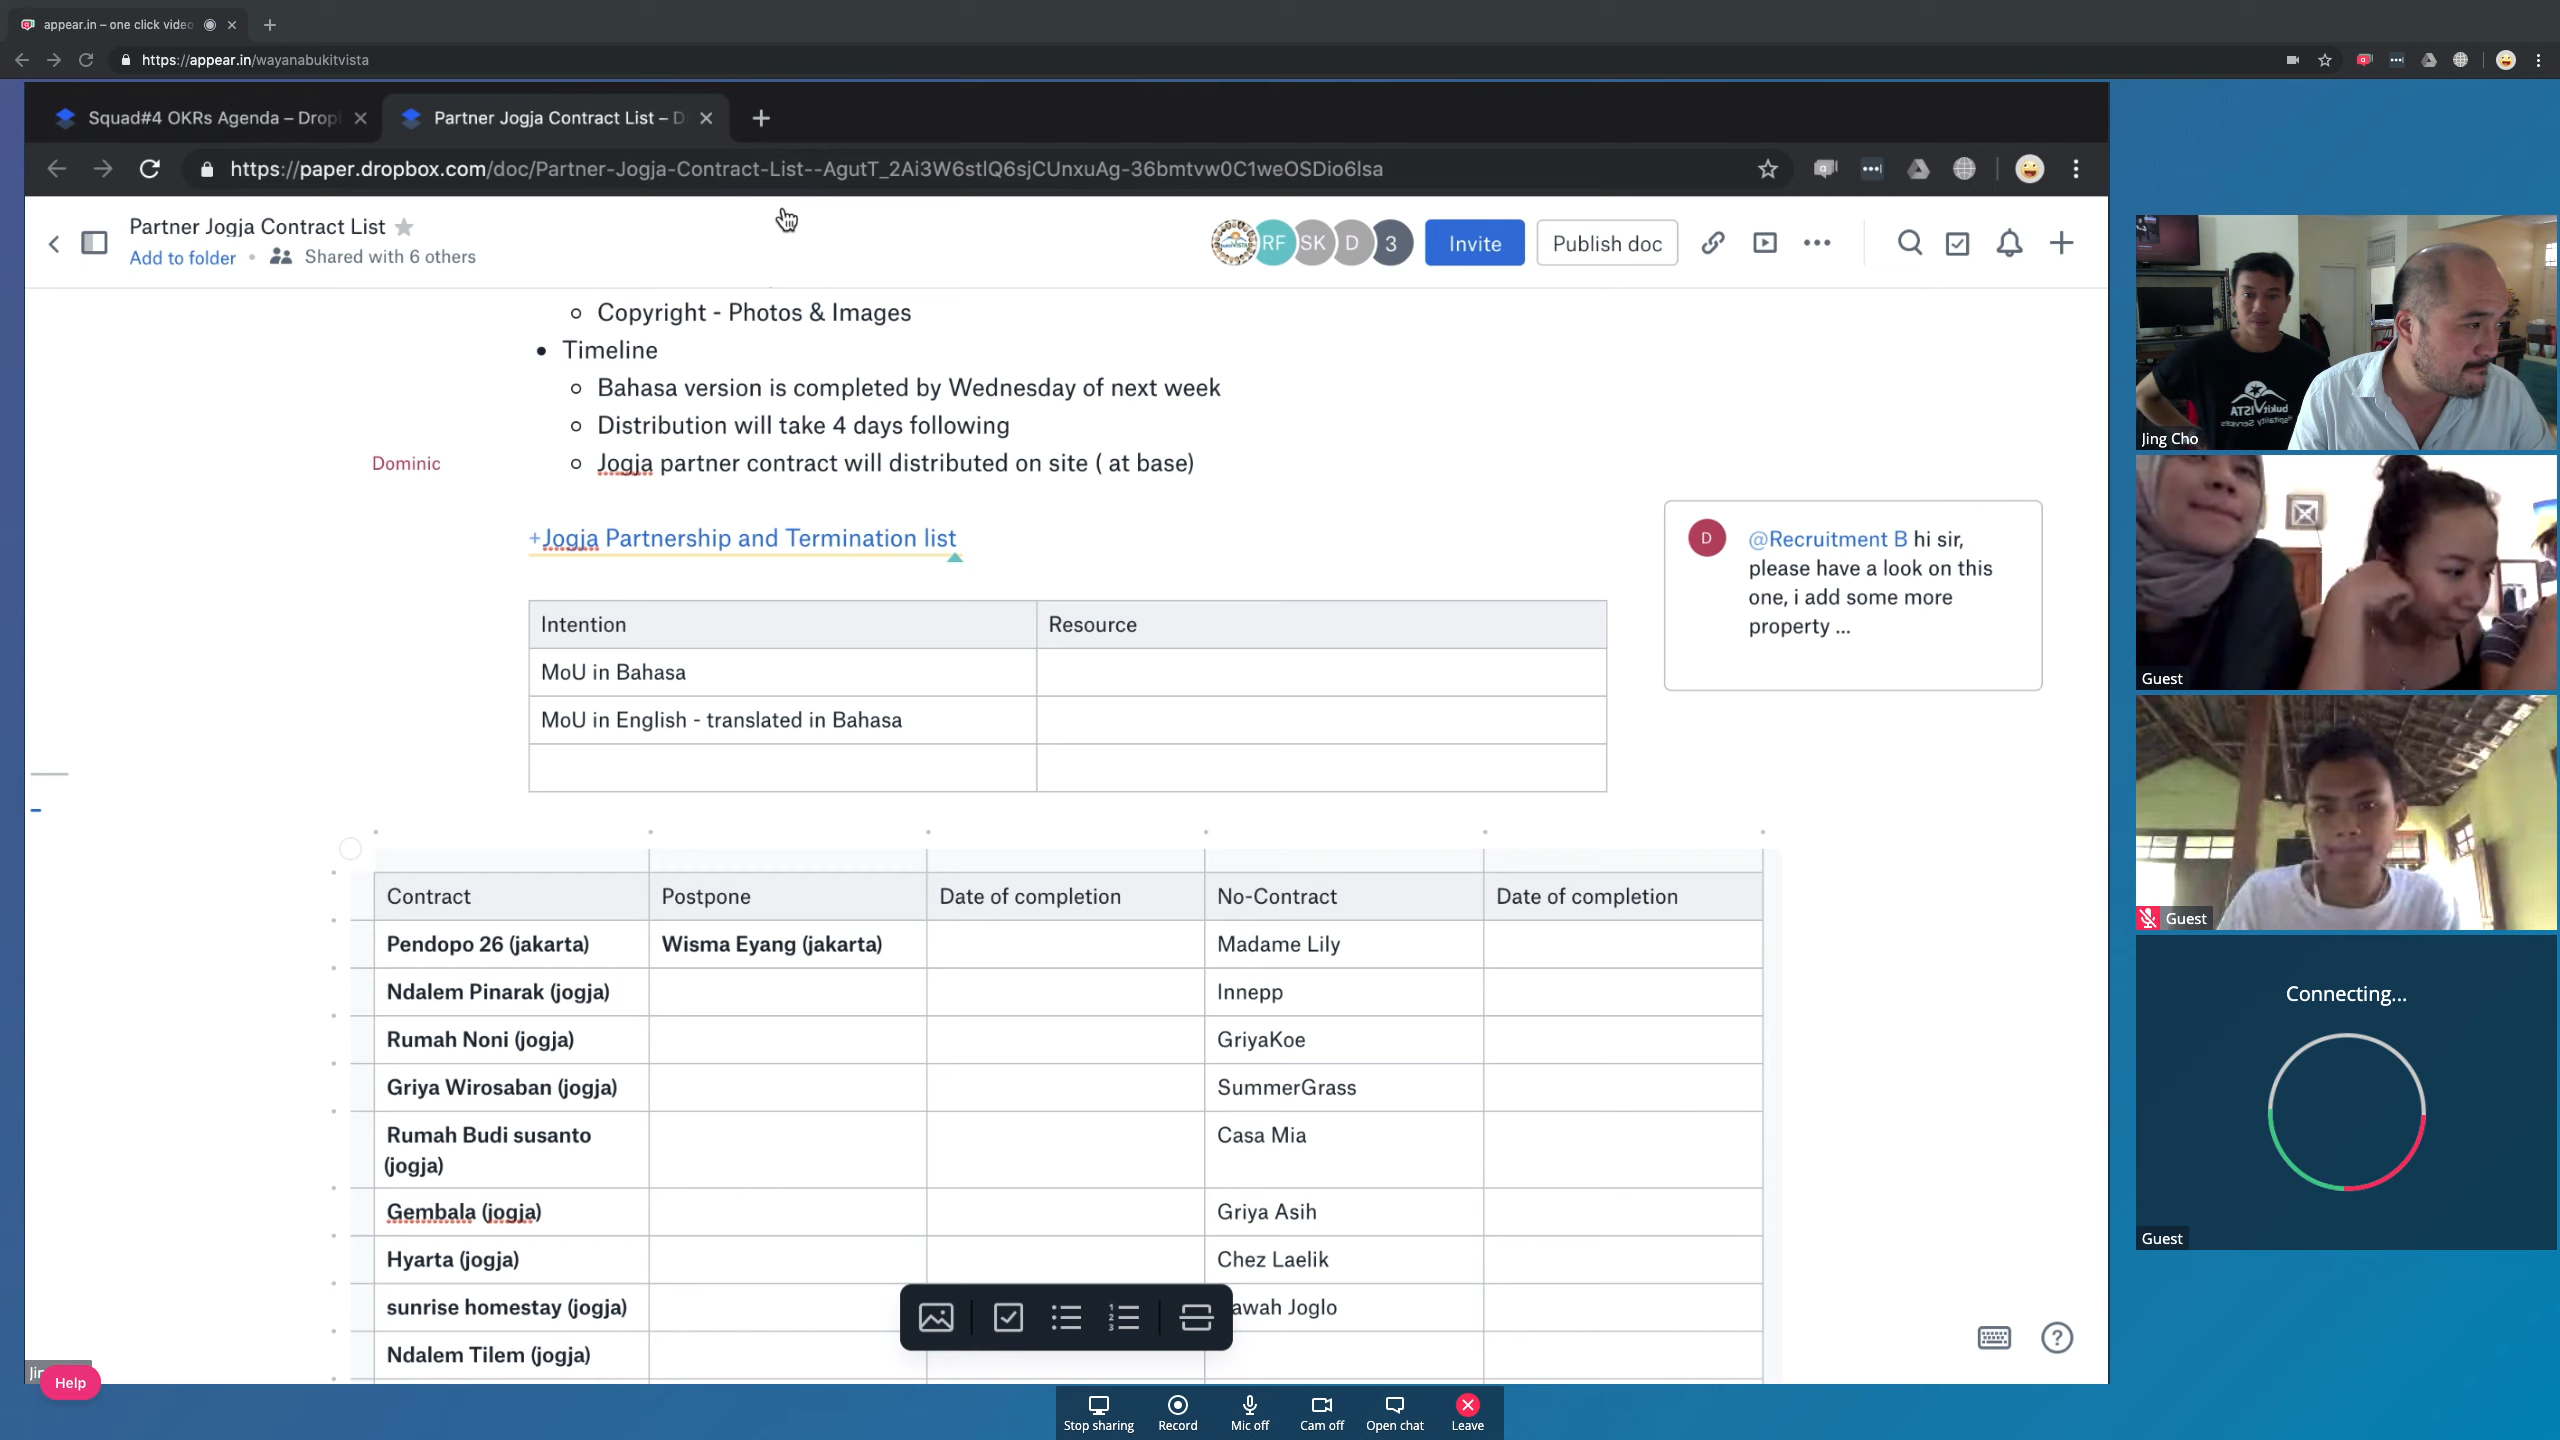 appear.in – one click video
https://appear.in/wayanabukitvista
Squad#4 OKRs Agenda – Drop
Partner Jogja Contract List – D
https://paper.dropbox.com/doc/Partner-Jogja-Contract-List--AgutT_2Ai3W6stlQ6sjCUnxuAg-36bmtvw0C1weOSDio6lsa
Partner Jogja Contract List
Add to folder • Shared with 6 others
RF SK D 3
Invite
Publish doc
Copyright - Photos & Images
Timeline
Bahasa version is completed by Wednesday of next week
Distribution will take 4 days following
Dominic
Jogja partner contract will distributed on site ( at base)
+Jogja Partnership and Termination list
D
@Recruitment B hi sir,
please have a look on this
one, i add some more
property ...
Intention Resource
MoU in Bahasa
MoU in English - translated in Bahasa
Contract Postpone Date of completion No-Contract Date of completion
Pendopo 26 (jakarta) Wisma Eyang (jakarta) Madame Lily
Ndalem Pinarak (jogja) Innepp
Rumah Noni (jogja) GriyaKoe
Griya Wirosaban (jogja) SummerGrass
Rumah Budi susanto Casa Mia
(jogja)
Gembala (jogja) Griya Asih
Hyarta (jogja) Chez Laelik
sunrise homestay (jogja) awah Joglo
Ndalem Tilem (jogja)
Help
Jing Cho
Guest
Guest
Connecting...
Guest
Stop sharing
Record
Mic off
Cam off
Open chat
Leave